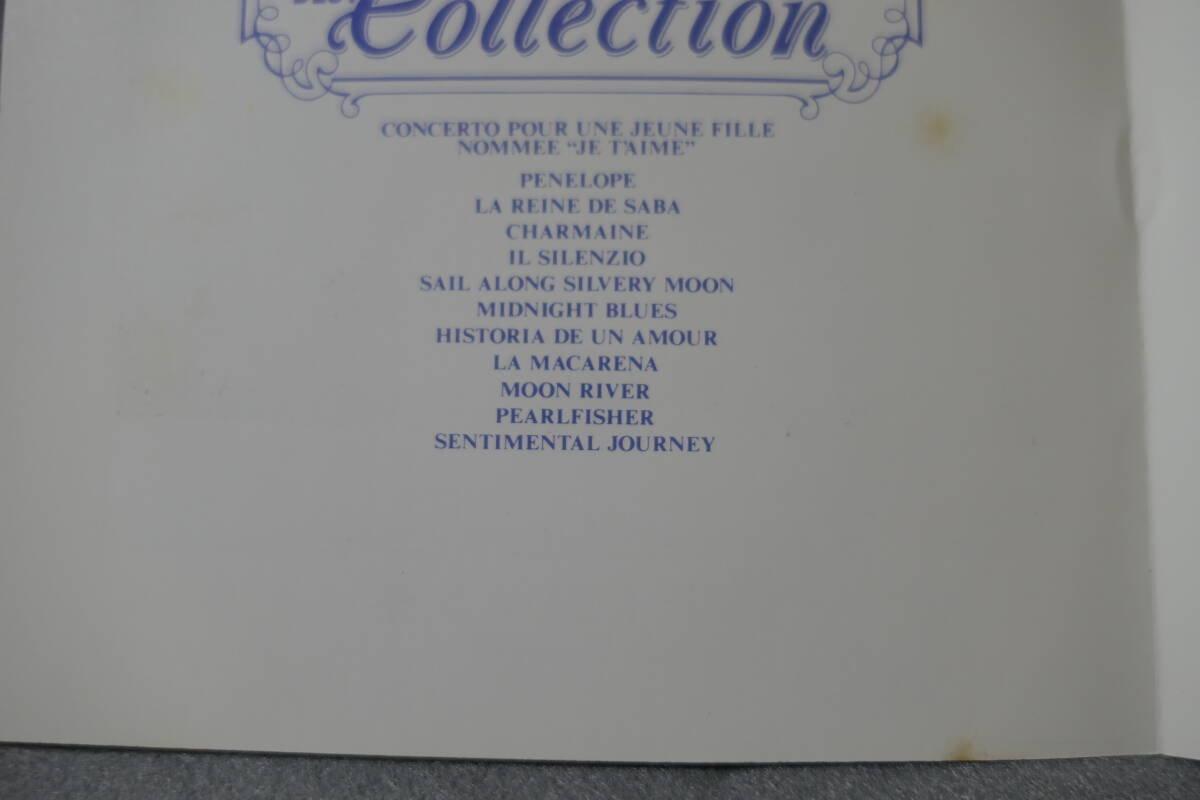 Collection
CONCERTO POUR UNE JEUNE FILLE
NOMMEE "JE T'AIME"
PENELOPE
LA REINE DE SABA
CHARMAINE
IL SILENZIO
SAIL ALONG SILVERY MOON
MIDNIGHT BLUES
HISTORIA DE UN AMOUR
LA MACARENA
MOON RIVER
PEARLFISHER
SENTIMENTAL JOURNEY